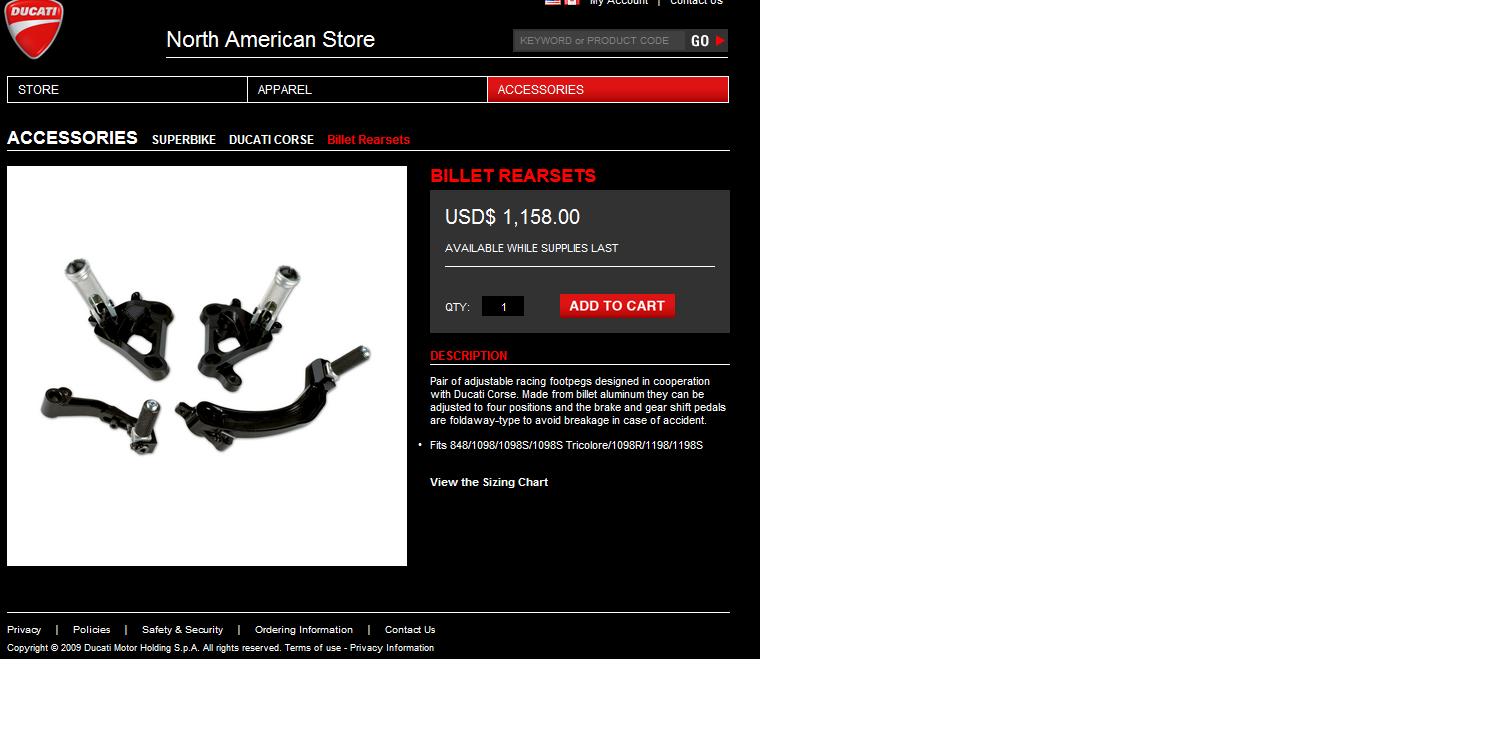 DUCATI
My Account | Contact Us
North American Store
KEYWORD or PRODUCT CODE GO
STORE APPAREL ACCESSORIES
ACCESSORIES SUPERBIKE DUCATI CORSE Billet Rearsets
BILLET REARSETS
USD$ 1,158.00
AVAILABLE WHILE SUPPLIES LAST
QTY: 1 ADD TO CART
DESCRIPTION
Pair of adjustable racing footpegs designed in cooperation
with Ducati Corse. Made from billet aluminum they can be
adjusted to four positions and the brake and gear shift pedals
are foldaway-type to avoid breakage in case of accident.
• Fits 848/1098/1098S/1098S Tricolore/1098R/1198/1198S
View the Sizing Chart
Privacy | Policies | Safety & Security | Ordering Information | Contact Us
Copyright © 2009 Ducati Motor Holding S.p.A. All rights reserved. Terms of use - Privacy Information